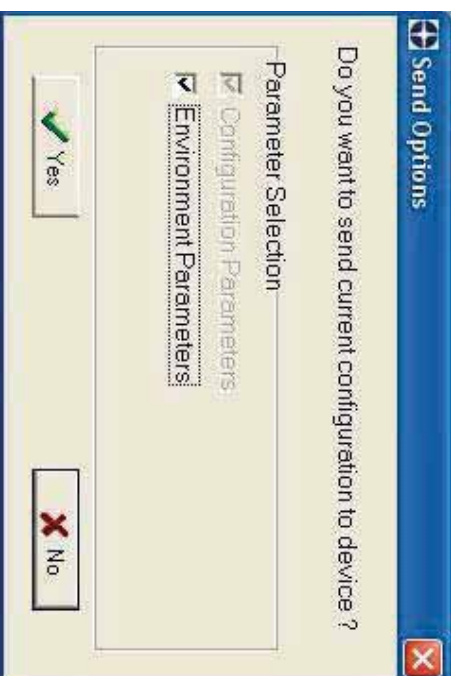 Send Options
Do you want to send current configuration to device ?
Parameter Selection
Configuration Parameters
Environment Parameters
Yes
No